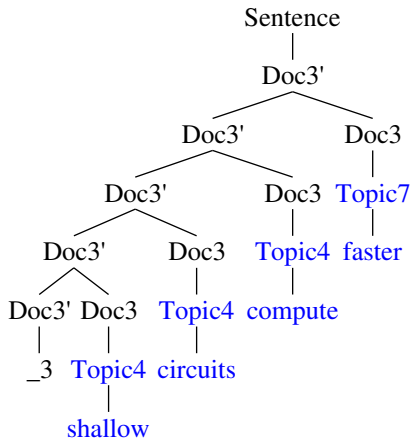 Sentence
Doc3'
Doc3' Doc3
Doc3' Doc3 Topic7
Doc3' Doc3 Topic4 faster
Doc3' Doc3 Topic4 compute
_3 Topic4 circuits
shallow